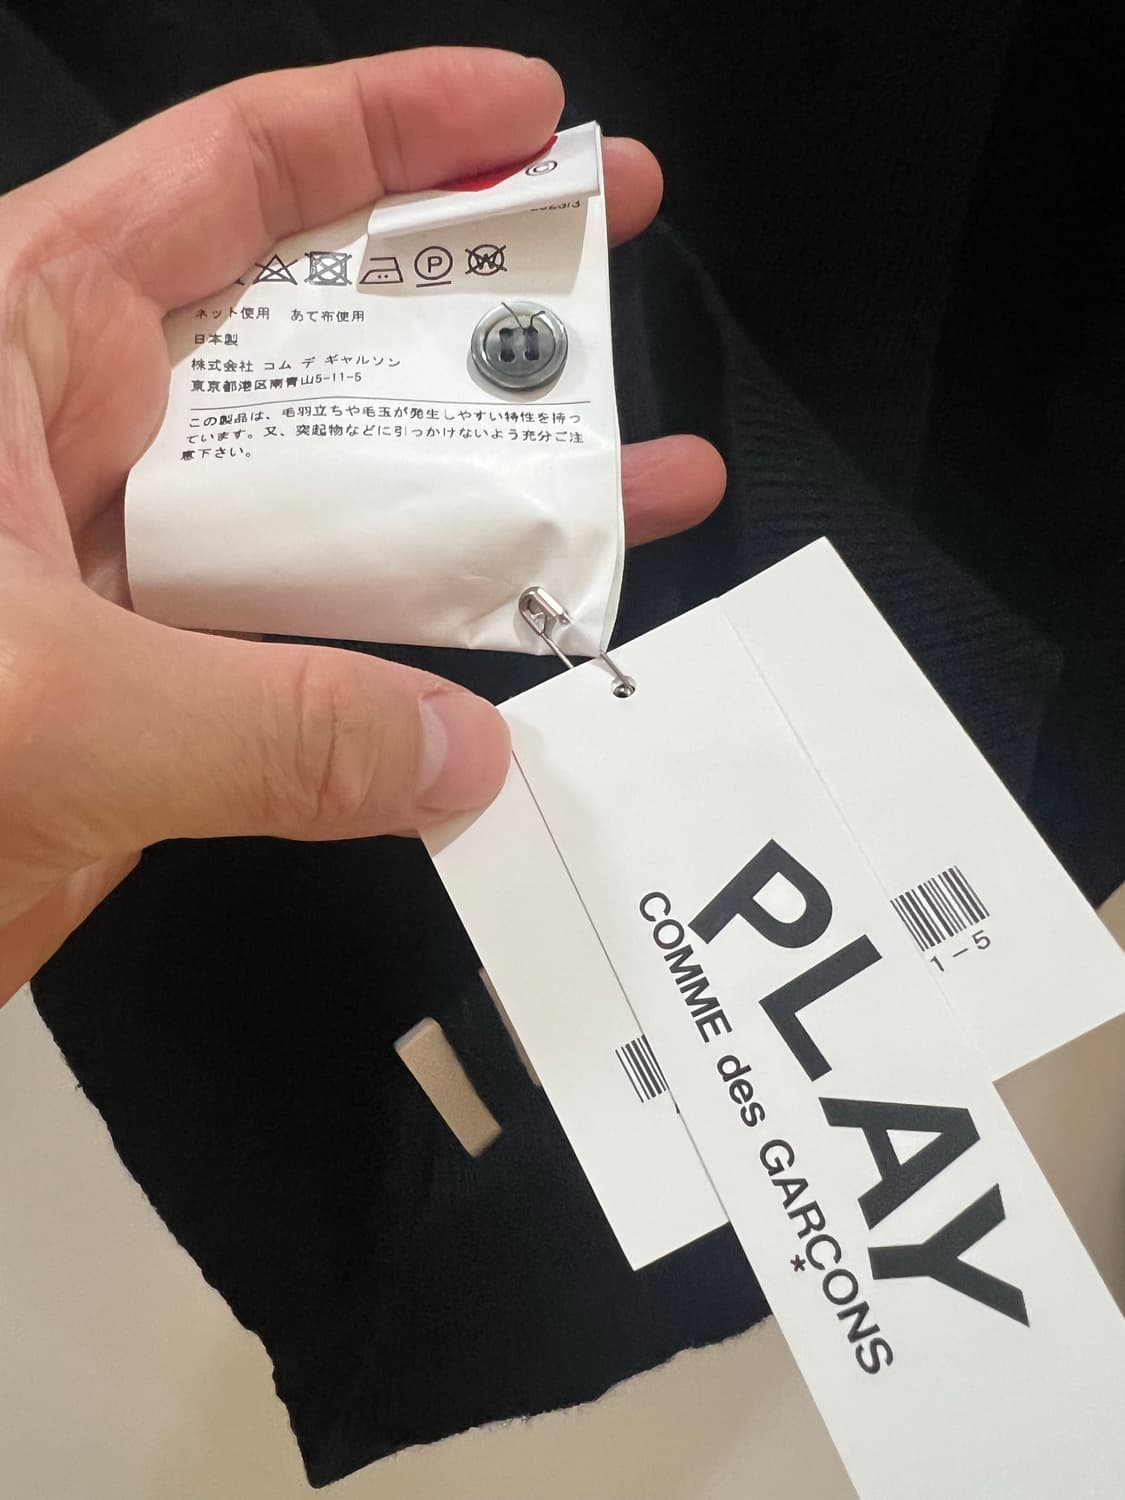 ©
P
W
ネット使用 あて布使用
日本製
株式会社 コム デ ギャルソン
東京都港区南青山5-11-5
この製品は、毛羽立ちや毛玉が発生しやすい特性を持っ
ています。又、突起物などに引っかけないよう充分ご注
意下さい。
PLAY
COMME des GARÇONS
1-5